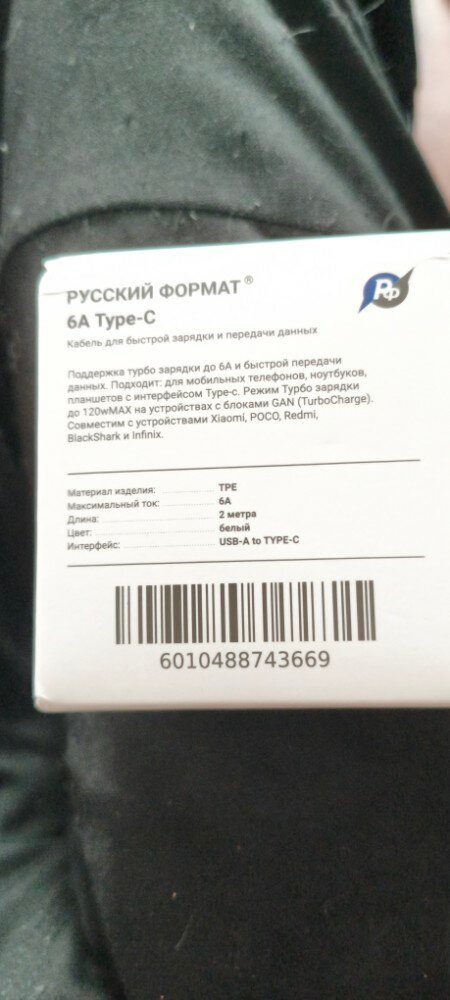 РУССКИЙ ФОРМАТ®
РФ
6А Type-C
Кабель для быстрой зарядки и передачи данных
Поддержка турбо зарядки до 6А и быстрой передачи
данных. Подходит: для мобильных телефонов, ноутбуков,
планшетов с интерфейсом Type-c. Режим Турбо зарядки
до 120wMAX на устройствах с блоками GAN (TurboCharge).
Совместим с устройствами Xiaomi, POCO, Redmi,
BlackShark и Infinix.
Материал изделия: TPE
Максимальный ток: 6А
Длина: 2 метра
Цвет: белый
Интерфейс: USB-A to TYPE-C
6010488743669